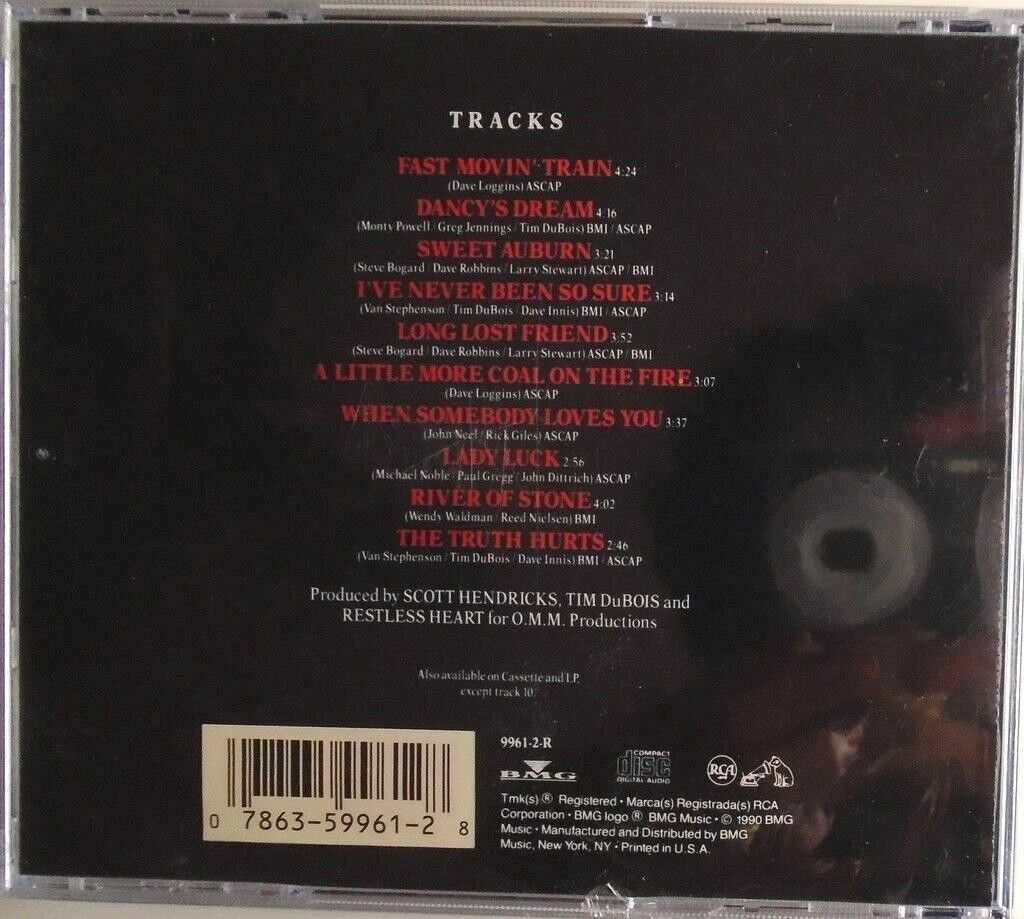 TRACKS
FAST MOVIN' TRAIN 4:24
(Dave Loggins) ASCAP
DANCY'S DREAM 4:16
(Monty Powell / Greg Jennings / Tim DuBois) BMI / ASCAP
SWEET AUBURN 3:21
(Steve Bogard / Dave Robbins / Larry Stewart) ASCAP / BMI
I'VE NEVER BEEN SO SURE 3:14
(Van Stephenson / Tim DuBois / Dave Innis) BMI / ASCAP
LONG LOST FRIEND 3:52
(Steve Bogard / Dave Robbins / Larry Stewart) ASCAP / BMI
A LITTLE MORE COAL ON THE FIRE 3:07
(Dave Loggins) ASCAP
WHEN SOMEBODY LOVES YOU 3:37
(John Neel / Rick Giles) ASCAP
LADY LUCK 2:56
(Michael Noble / Paul Gregg / John Dittrich) ASCAP
RIVER OF STONE 4:02
(Wendy Waldman / Reed Nielsen) BMI
THE TRUTH HURTS 2:46
(Van Stephenson / Tim DuBois / Dave Innis) BMI / ASCAP
Produced by SCOTT HENDRICKS, TIM DuBOIS and
RESTLESS HEART for O.M.M. Productions
Also available on Cassette and LP.
except track 10.
9961-2-R
BMG
COMPACT
disc
DIGITAL AUDIO
RCA
Tmk(s) ® Registered • Marca(s) Registrada(s) RCA
Corporation • BMG logo ® BMG Music • © 1990 BMG
Music • Manufactured and Distributed by BMG
Music, New York, NY • Printed in U.S.A.
0 7863-59961-2 8